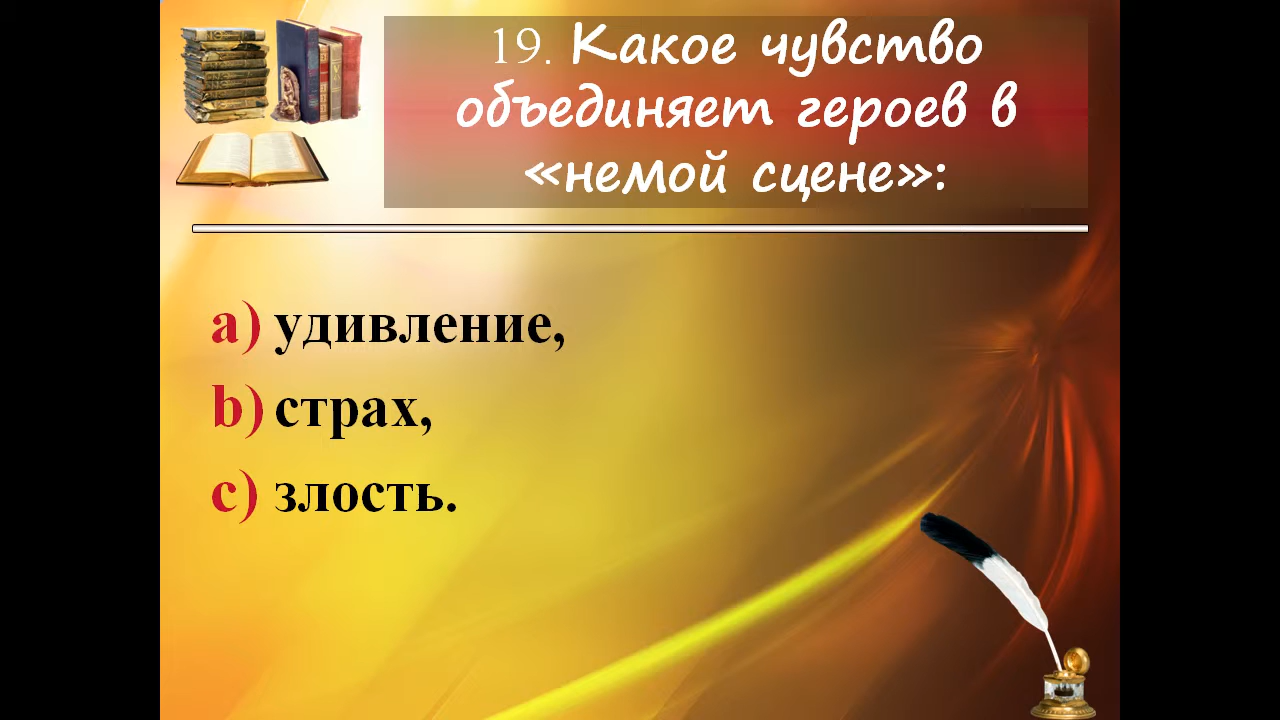 19. Какое чувство
объединяет героев в
«немой сцене»:
a) удивление,
b) страх,
c) злость.